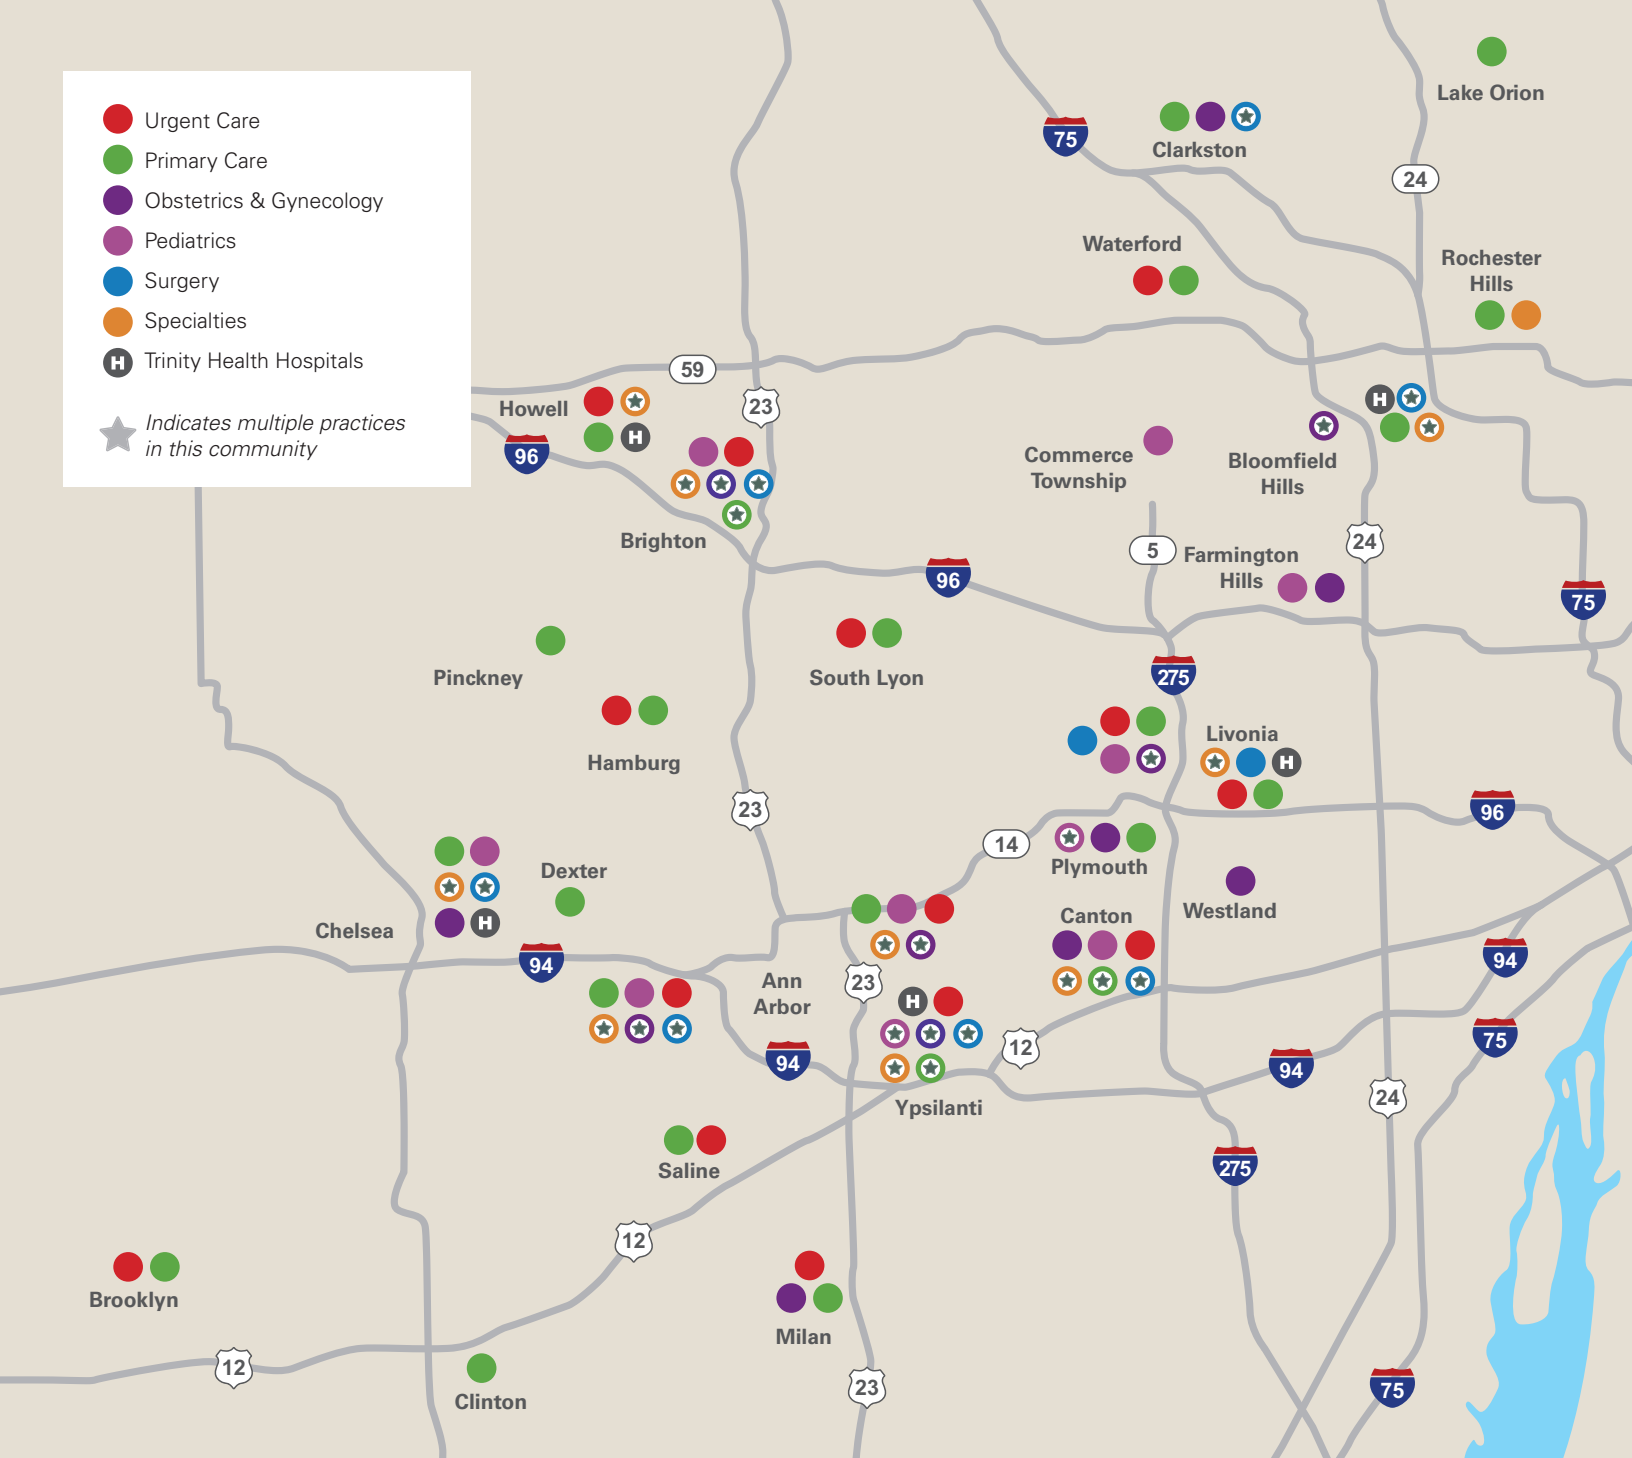 Urgent Care
Primary Care
Obstetrics & Gynecology
Pediatrics
Surgery
Specialties
H Trinity Health Hospitals
Indicates multiple practices
in this community
Lake Orion
75
Clarkston
24
Waterford
Rochester
Hills
59
Howell
23
H
96
H
Commerce
Township
Bloomfield
Hills
Brighton
5
Farmington
Hills
24
96
75
Pinckney
South Lyon
275
Hamburg
Livonia
H
23
96
14
Plymouth
Dexter
Chelsea
H
Westland
Canton
94
94
Ann
Arbor
23
H
12
75
94
94
Ypsilanti
24
Saline
275
12
Brooklyn
Milan
12
23
75
Clinton